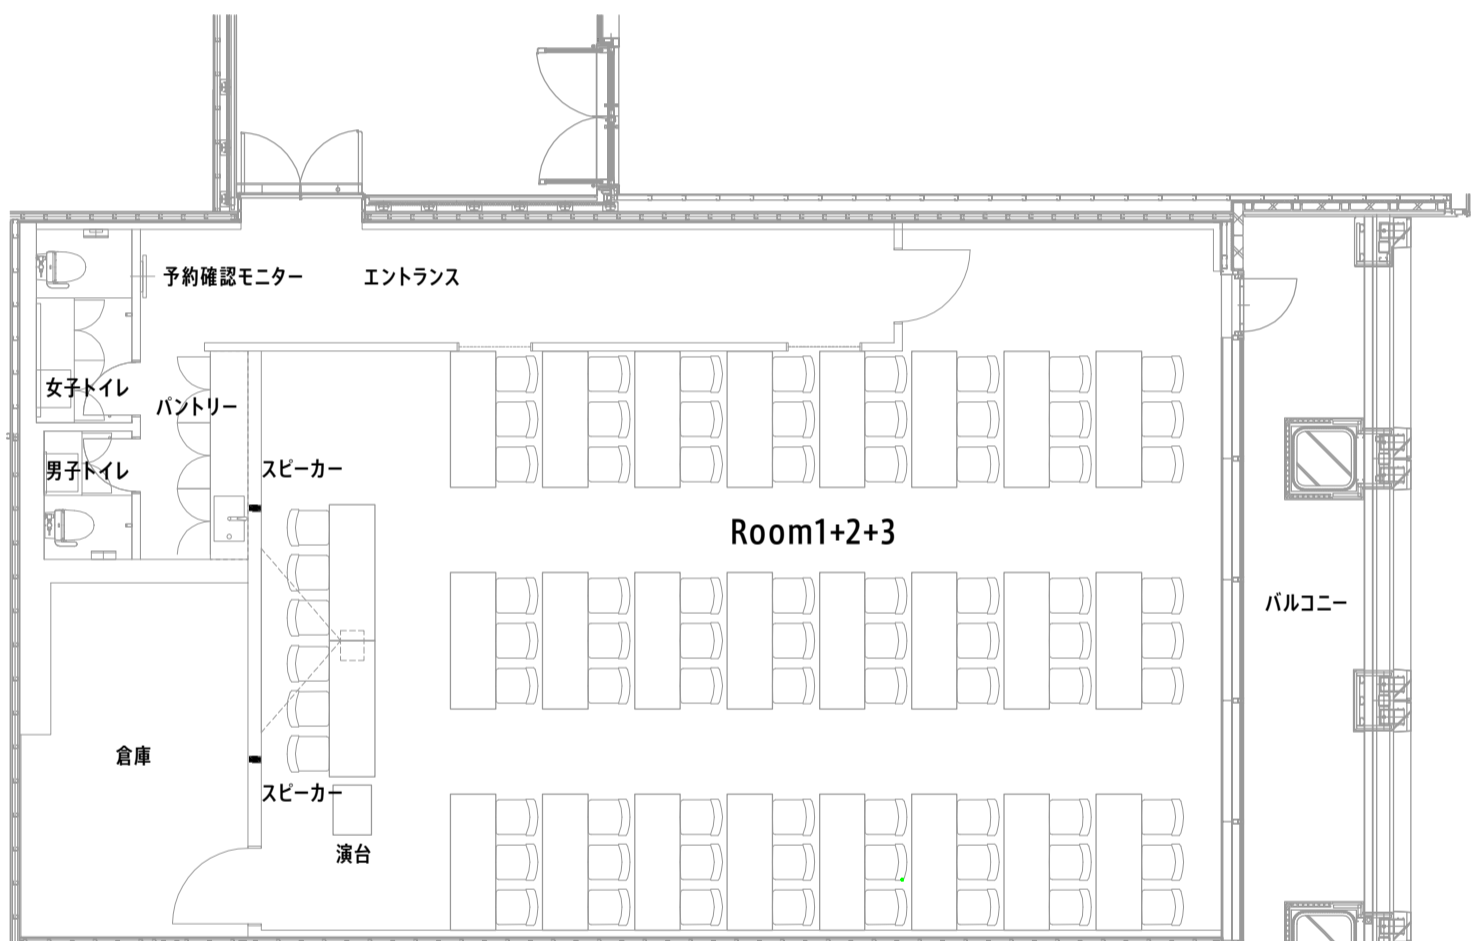 予約確認モニター
エントランス
女子トイレ
パントリー
男子トイレ
スピーカー
Room1+2+3
バルコニー
倉庫
スピーカー
演台